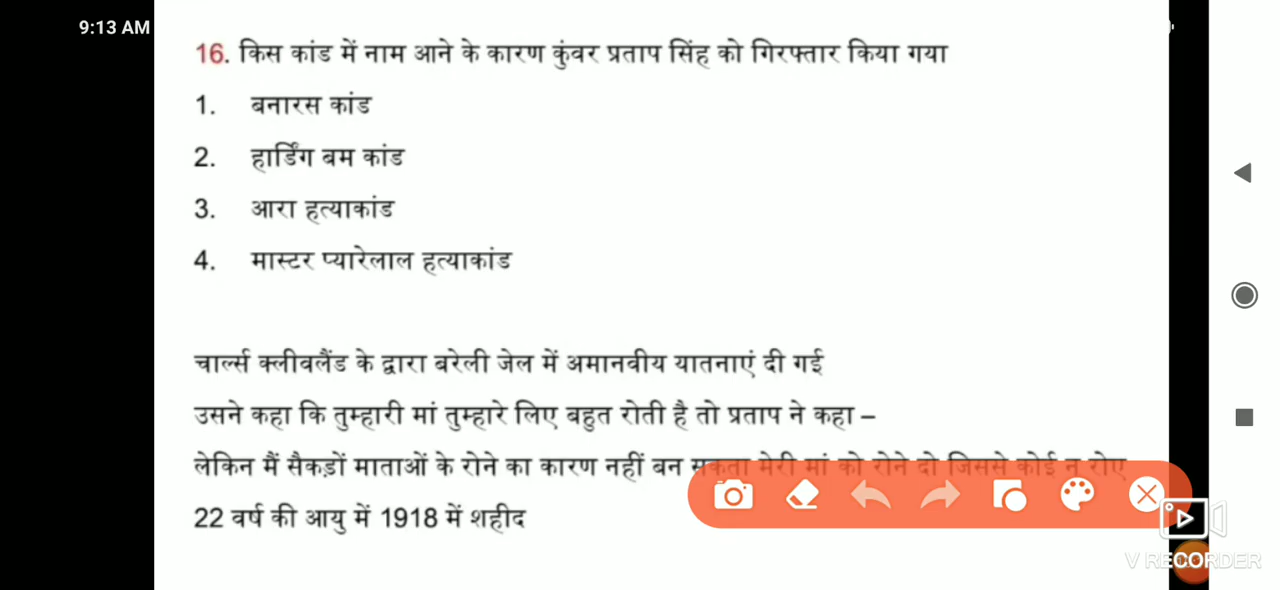 9:13 AM
16. किस कांड में नाम आने के कारण कुंवर प्रताप सिंह को गिरफ्तार किया गया
1. बनारस कांड
2. हार्डिंग बम कांड
3. आरा हत्याकांड
4. मास्टर प्यारेलाल हत्याकांड
चार्ल्स क्लीवलैंड के द्वारा बरेली जेल में अमानवीय यातनाएं दी गई
उसने कहा कि तुम्हारी मां तुम्हारे लिए बहुत रोती है तो प्रताप ने कहा –
लेकिन मैं सैकड़ों माताओं के रोने का कारण नहीं बन सकता मेरी मां को रोने दो जिससे कोई न रोए
22 वर्ष की आयु में 1918 में शहीद
V RECORDER